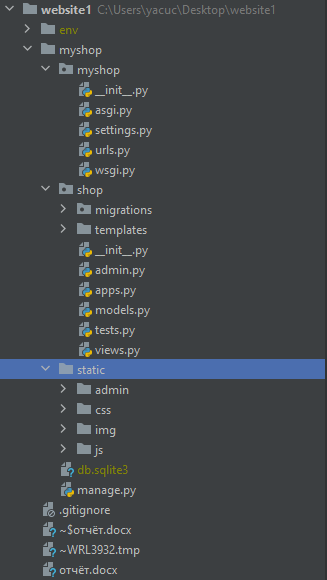 website1 C:\Users\yacuc\Desktop\website1
env
myshop
myshop
__init__.py
asgi.py
settings.py
urls.py
wsgi.py
shop
migrations
templates
__init__.py
admin.py
apps.py
models.py
tests.py
views.py
static
admin
css
img
js
db.sqlite3
manage.py
.gitignore
~$отчёт.docx
~WRL3932.tmp
отчёт.docx